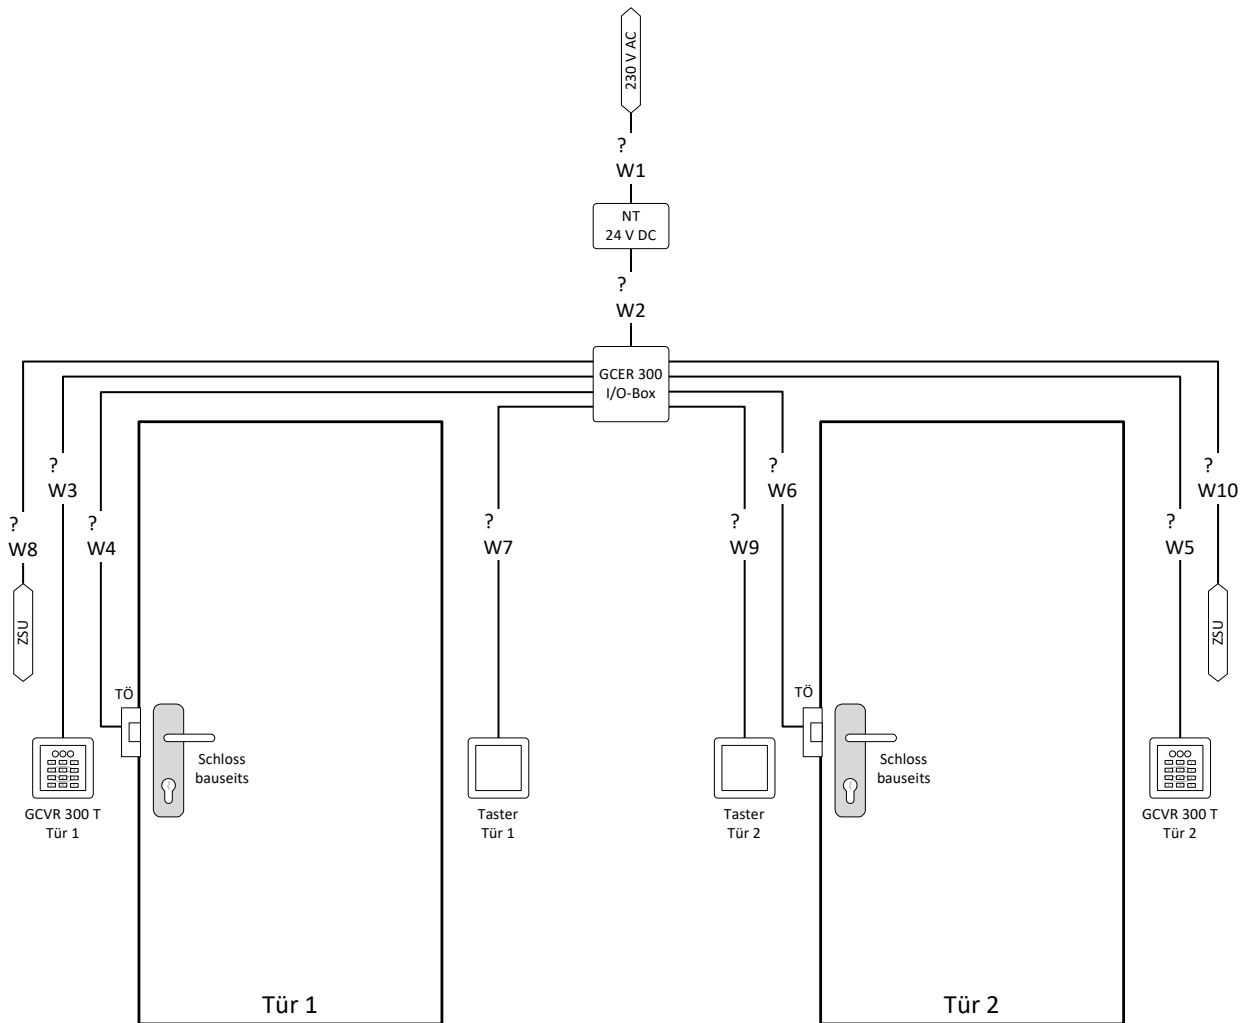 230 V AC
?
W1
NT
24 V DC
?
W2
GCER 300
I/O-Box
?
W8
?
W3
?
W4
?
W7
?
W9
?
W6
?
W5
?
W10
ZSU
ZSU
TÖ
TÖ
Schloss
bauseits
Schloss
bauseits
GCVR 300 T
Tür 1
Taster
Tür 1
Taster
Tür 2
GCVR 300 T
Tür 2
Tür 1
Tür 2